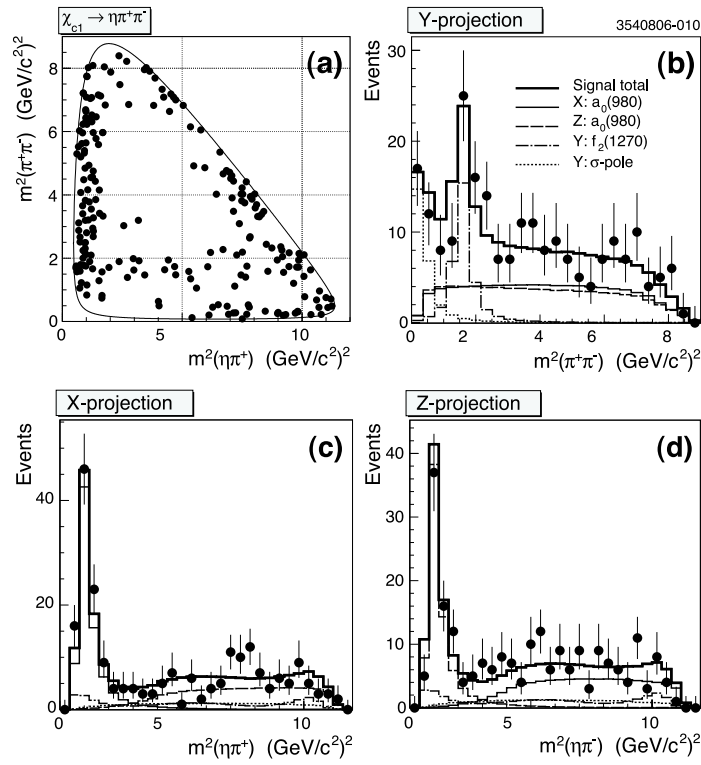 χc1 → ηπ+π-
(a)
m²(π+π-) (GeV/c²)²
8
6
4
2
0
0
5
10
m²(ηπ+) (GeV/c²)²
Y-projection
3540806-010
(b)
Events
30
20
10
0
Signal total
X: a0(980)
Z: a0(980)
Y: f2(1270)
Y: σ-pole
0
2
4
6
8
m²(π+π-) (GeV/c²)²
X-projection
(c)
Events
40
20
0
0
5
10
m²(ηπ+) (GeV/c²)²
Z-projection
(d)
Events
40
30
20
10
0
0
5
10
m²(ηπ-) (GeV/c²)²